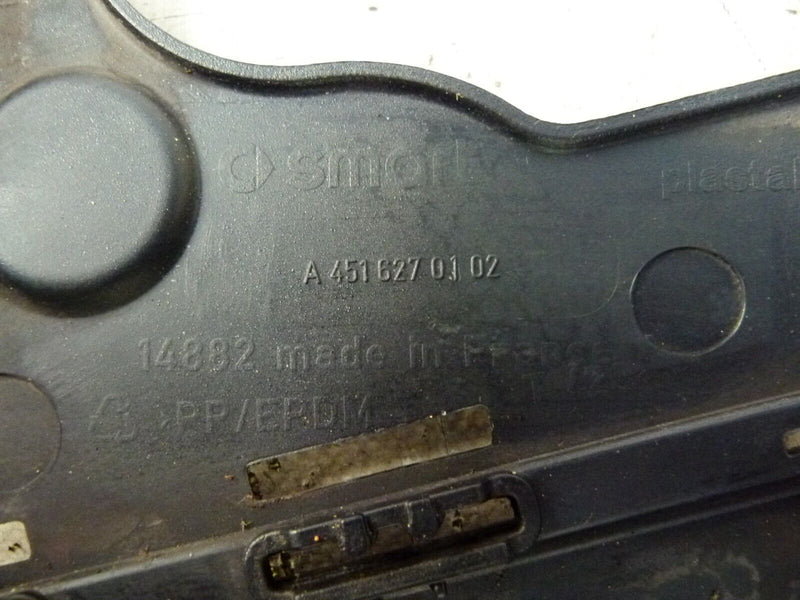 smart
plastal
A 451 627 01 02
14882 made in France
>PP/EPDM